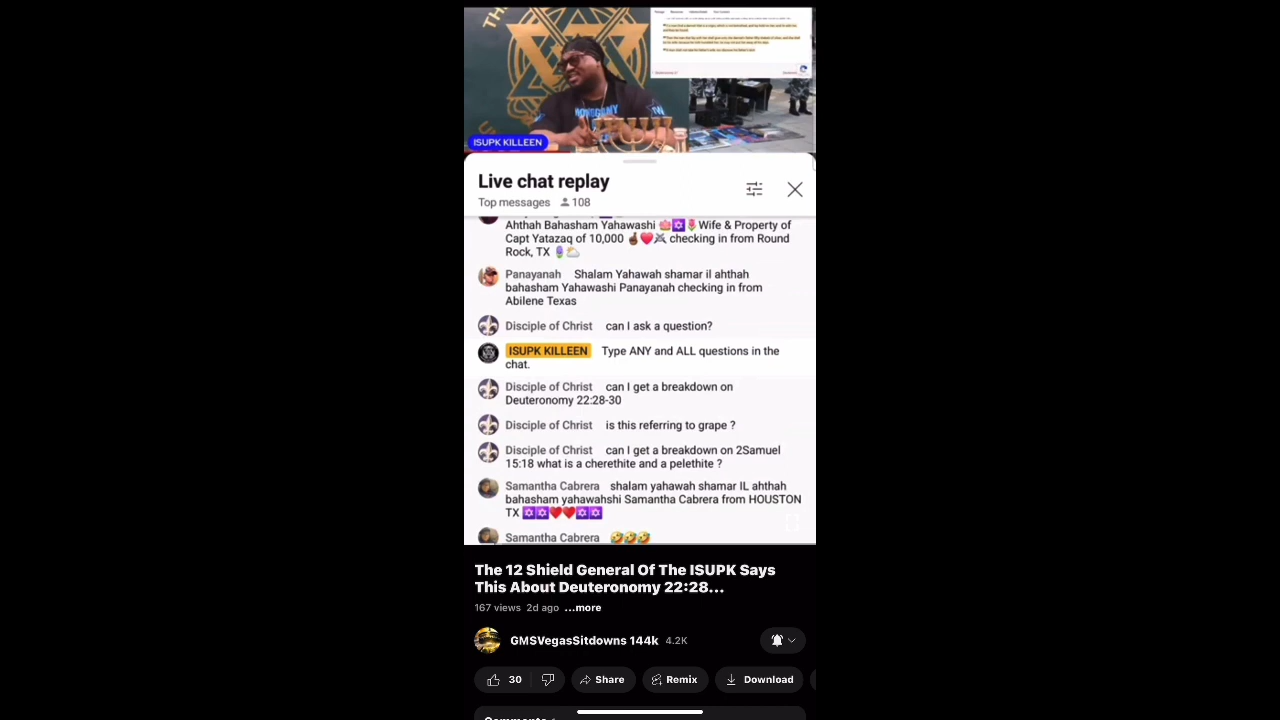 ISUPK KILLEEN
Live chat replay
Top messages 108
Ahthah Bahasham Yahawashi 🌸✡️🌷Wife & Property of
Capt Yatazaq of 10,000 ❤️⚔️ checking in from Round
Rock, TX
Panayanah Shalam Yahawah shamar il ahthah
bahasham Yahawashi Panayanah checking in from
Abilene Texas
Disciple of Christ can I ask a question?
ISUPK KILLEEN Type ANY and ALL questions in the
chat.
Disciple of Christ can I get a breakdown on
Deuteronomy 22:28-30
Disciple of Christ is this referring to grape ?
Disciple of Christ can I get a breakdown on 2Samuel
15:18 what is a cherethite and a pelethite ?
Samantha Cabrera shalam yahawah shamar IL ahthah
bahasham yahawahshi Samantha Cabrera from HOUSTON
TX ✡️✡️❤️❤️✡️✡️
Samantha Cabrera 🤣🤣🤣
The 12 Shield General Of The ISUPK Says
This About Deuteronomy 22:28...
167 views 2d ago ...more
GMSVegasSitdowns 144k 4.2K
30 Share Remix Download